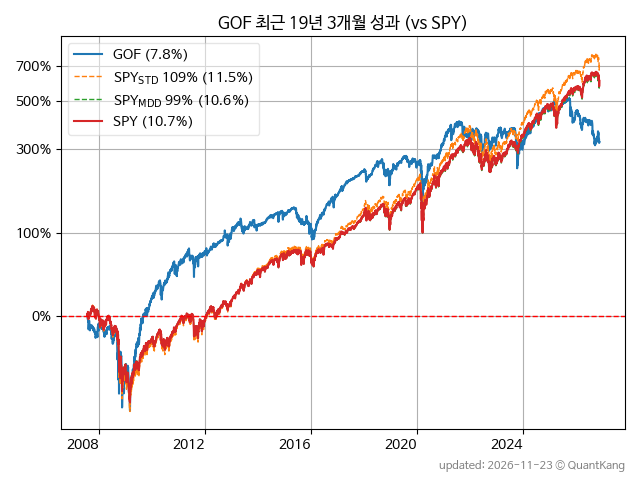 GOF 최근 19년 3개월 성과 (vs SPY)
GOF (7.8%)
SPY_STD 109% (11.5%)
SPY_MDD 99% (10.6%)
SPY (10.7%)
700%
500%
300%
100%
0%
2008 2012 2016 2020 2024
updated: 2026-11-23 © QuantKang